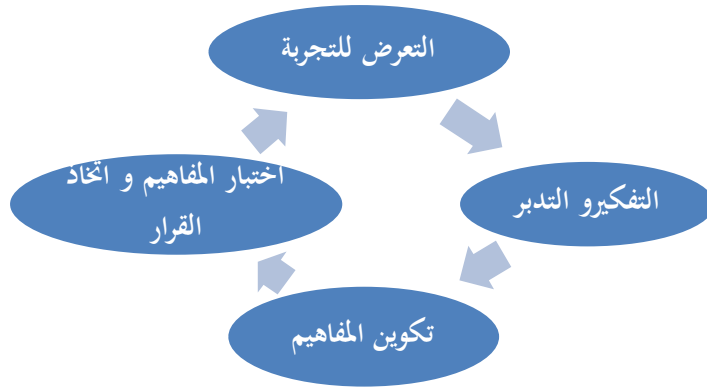 التعرض للتجربة
التفكيرو التدبر
تكوين المفاهيم
اختبار المفاهيم و اتخاذ
القرار